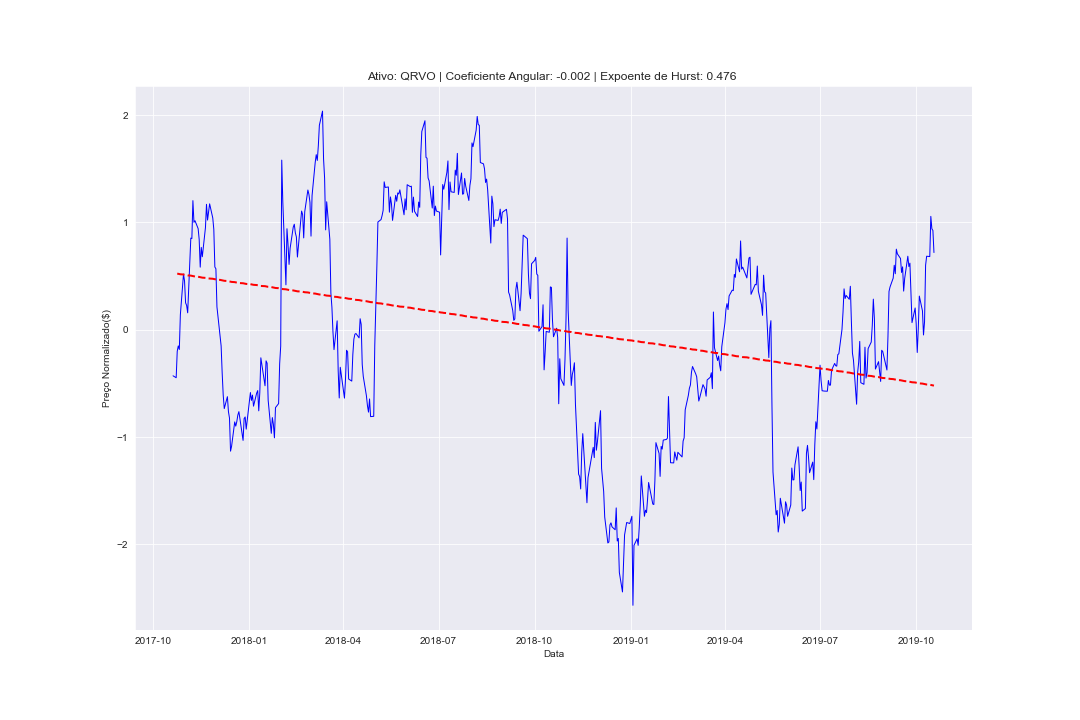 Ativo: QRVO | Coeficiente Angular: -0.002 | Expoente de Hurst: 0.476
Preço Normalizado($)
2
1
0
−1
−2
2017-10 2018-01 2018-04 2018-07 2018-10 2019-01 2019-04 2019-07 2019-10
Data